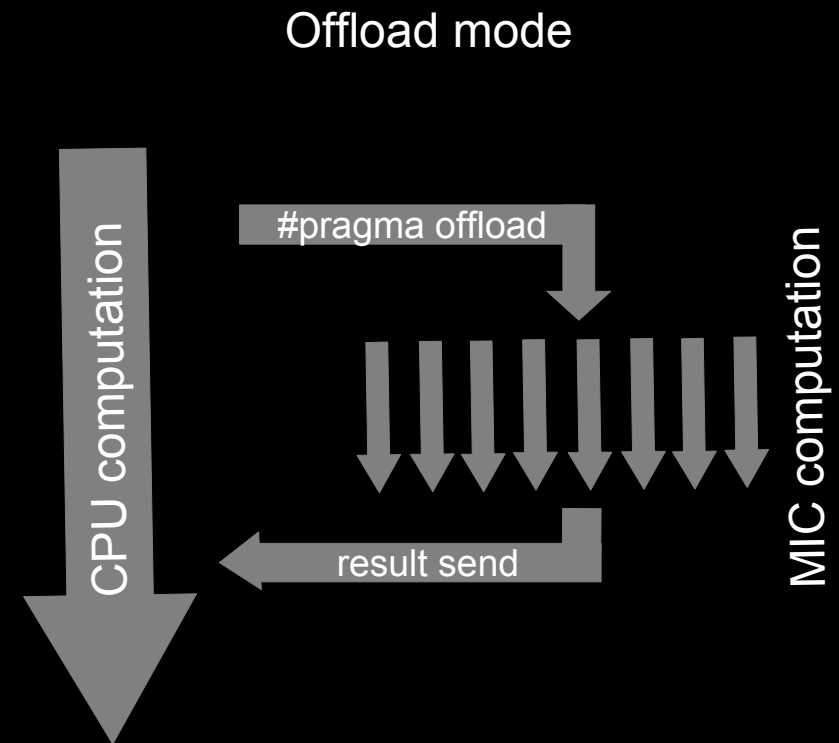 Offload mode
CPU computation
#pragma offload
MIC computation
result send